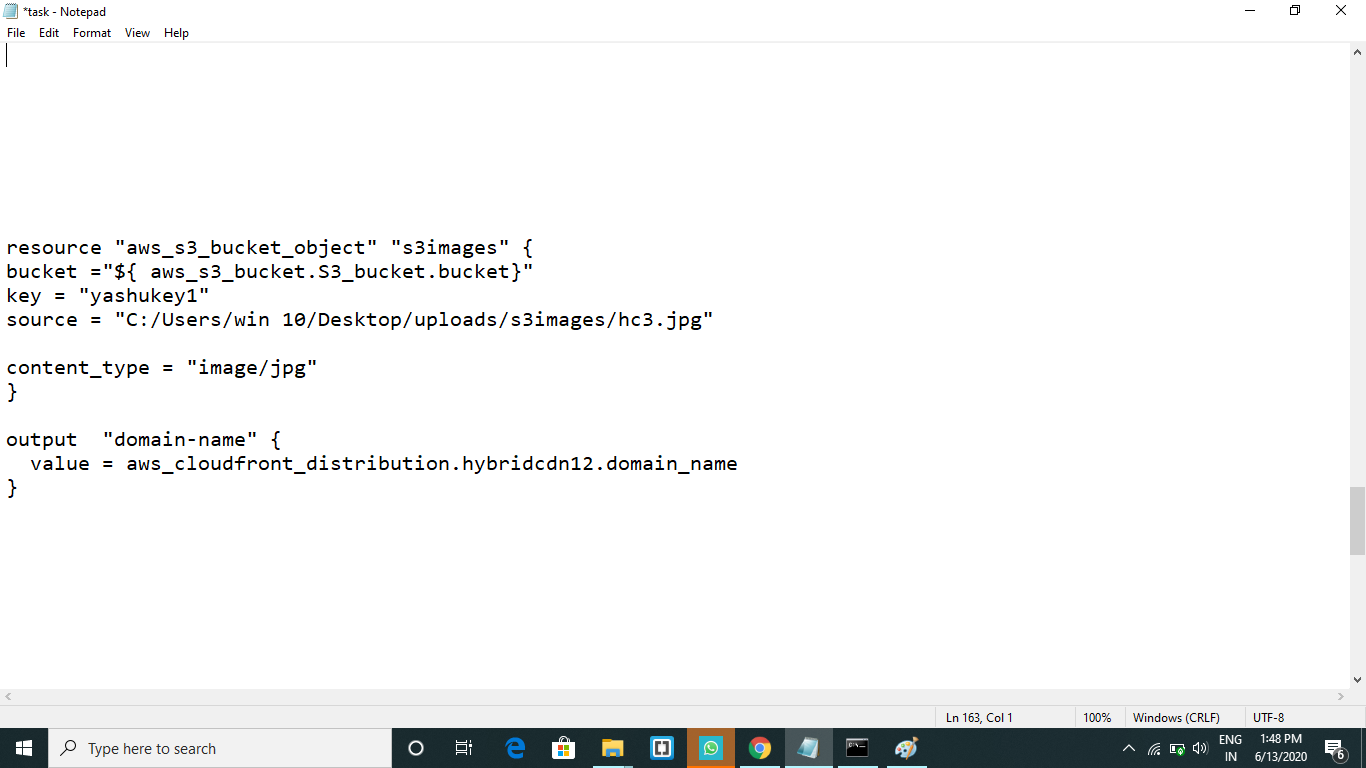 *task - Notepad
File Edit Format View Help
resource "aws_s3_bucket_object" "s3images" {
bucket ="${ aws_s3_bucket.S3_bucket.bucket}"
key = "yashukey1"
source = "C:/Users/win 10/Desktop/uploads/s3images/hc3.jpg"
content_type = "image/jpg"
}
output  "domain-name" {
  value = aws_cloudfront_distribution.hybridcdn12.domain_name
}
Ln 163, Col 1 100% Windows (CRLF) UTF-8
Type here to search
ENG
IN
1:48 PM
6/13/2020
6